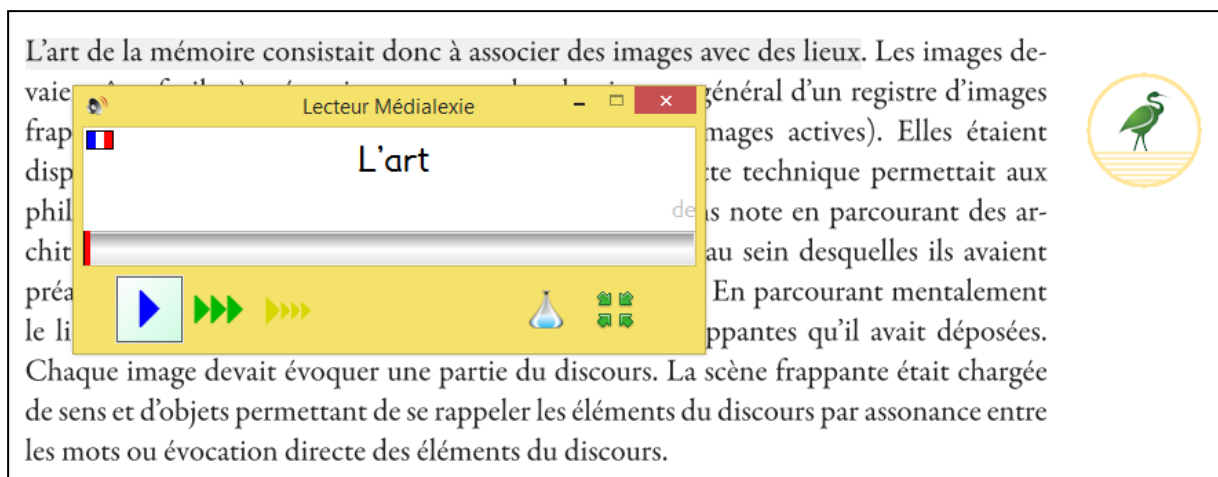 L’art de la mémoire consistait donc à associer des images avec des lieux. Les images de-
général d’un registre d’images
Lecteur Médialexie
frap mages actives). Elles étaient
L’art
disp tte technique permettait aux
phil de s note en parcourant des ar-
chit au sein desquelles ils avaient
préa En parcourant mentalement
le li ppantes qu’il avait déposées.
Chaque image devait évoquer une partie du discours. La scène frappante était chargée
de sens et d’objets permettant de se rappeler les éléments du discours par assonance entre
les mots ou évocation directe des éléments du discours.